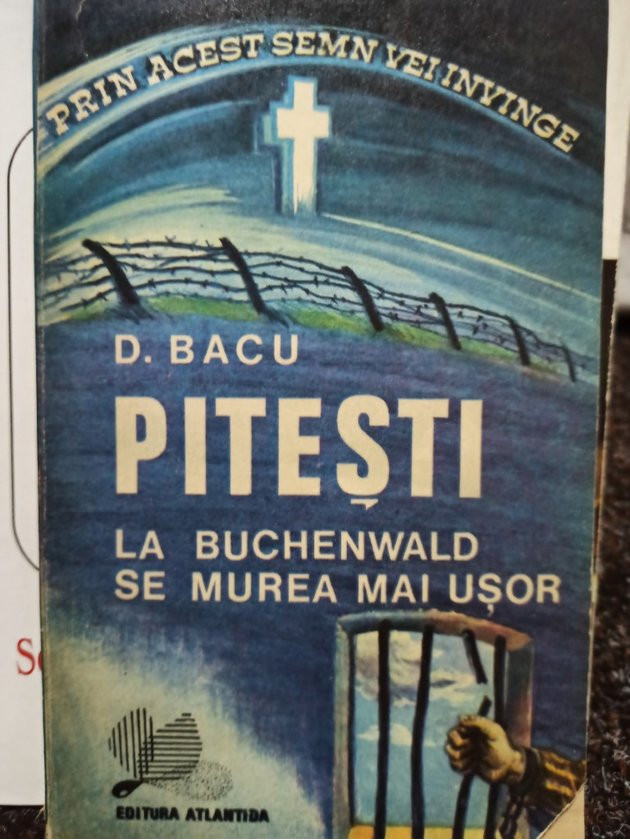 PRIN ACEST SEMN VEI INVINGE
D. BACU
PITEȘTI
LA BUCHENWALD
SE MUREA MAI UȘOR
EDITURA ATLANTIDA